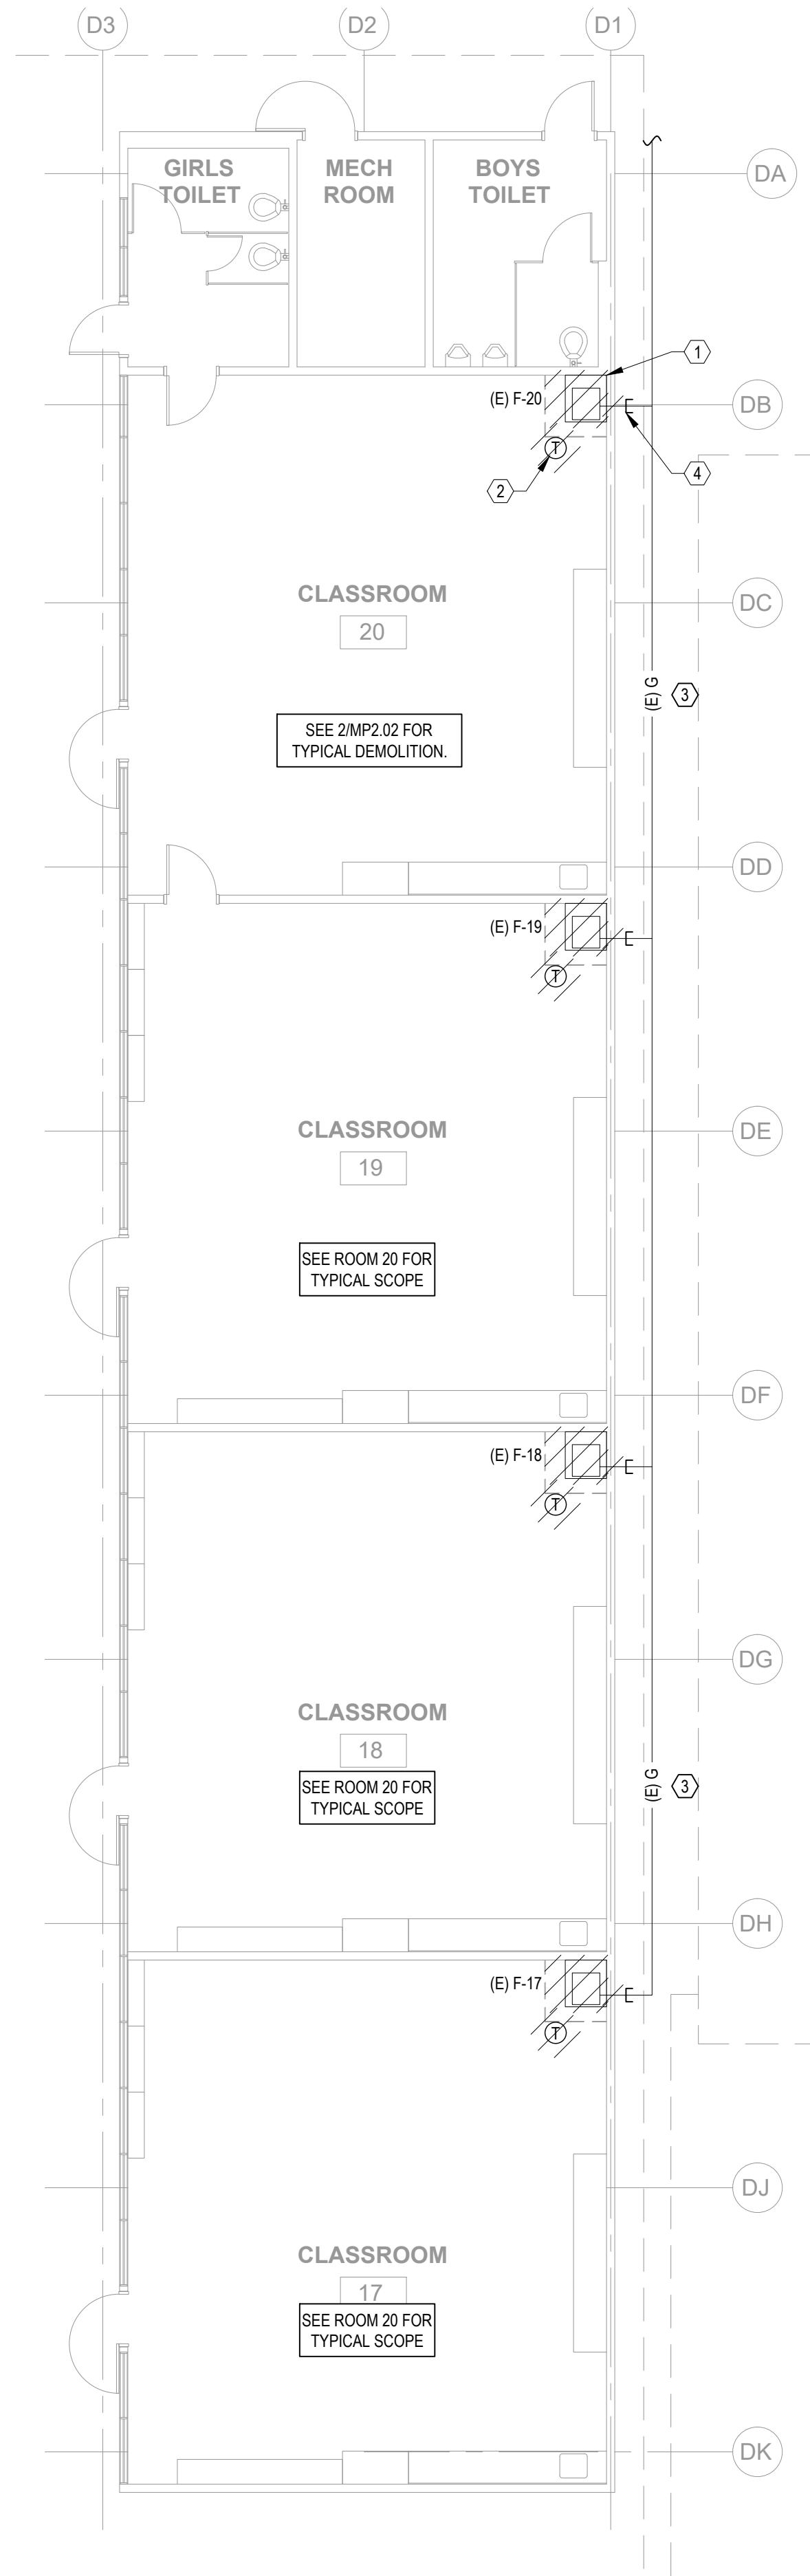 D3
D2
D1
GIRLS
TOILET
MECH
ROOM
BOYS
TOILET
DA
1
(E) F-20
DB
T
2
4
CLASSROOM
20
DC
(E) G
3
SEE 2/MP2.02 FOR
TYPICAL DEMOLITION.
DD
(E) F-19
T
CLASSROOM
19
DE
SEE ROOM 20 FOR
TYPICAL SCOPE
DF
(E) F-18
T
DG
CLASSROOM
18
SEE ROOM 20 FOR
TYPICAL SCOPE
(E) G
3
DH
(E) F-17
T
DJ
CLASSROOM
17
SEE ROOM 20 FOR
TYPICAL SCOPE
DK